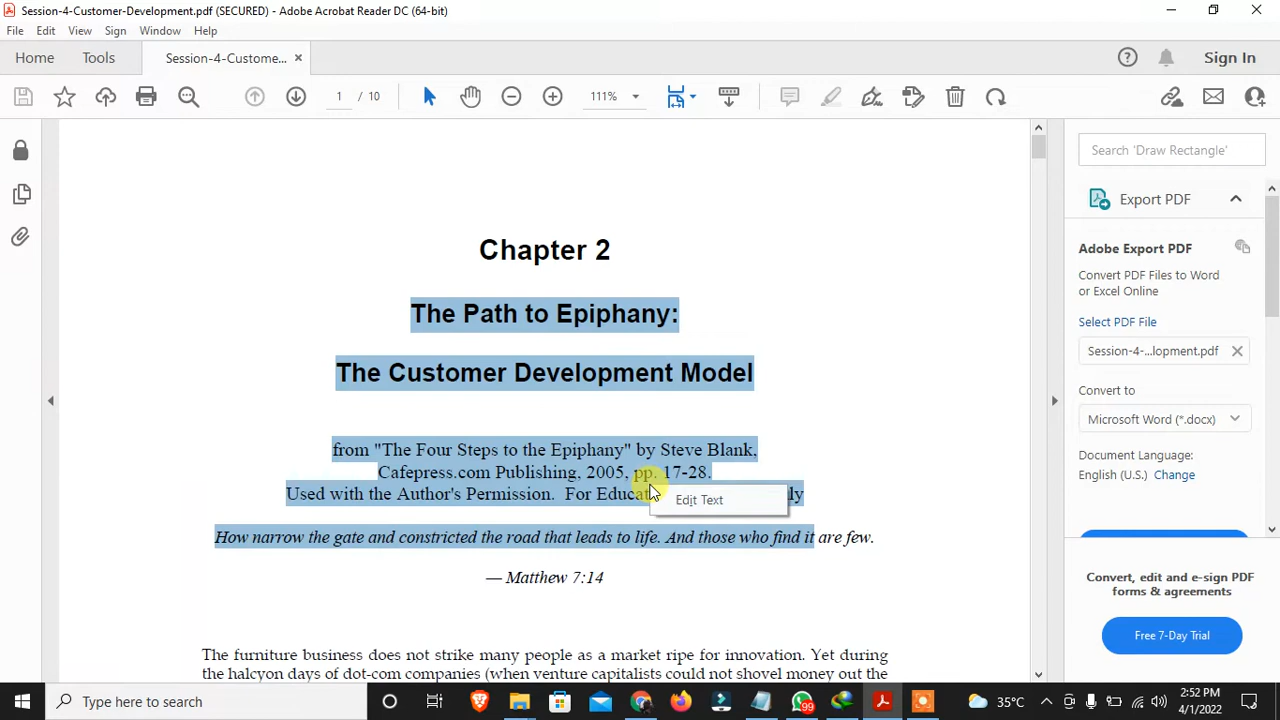 Session-4-Customer-Development.pdf (SECURED) - Adobe Acrobat Reader DC (64-bit)
File Edit View Sign Window Help
Home Tools Session-4-Custome... × Sign In
1 / 10 111%
Search 'Draw Rectangle'
Export PDF
Adobe Export PDF
Convert PDF Files to Word
or Excel Online
Select PDF File
Session-4-...lopment.pdf
Convert to
Microsoft Word (*.docx)
Document Language:
English (U.S.) Change
Convert, edit and e-sign PDF
forms & agreements
Free 7-Day Trial
Chapter 2
The Path to Epiphany:
The Customer Development Model
from "The Four Steps to the Epiphany" by Steve Blank,
Cafepress.com Publishing, 2005, pp. 17-28.
Used with the Author's Permission. For Educat ly
Edit Text
How narrow the gate and constricted the road that leads to life. And those who find it are few.
— Matthew 7:14
The furniture business does not strike many people as a market ripe for innovation. Yet during
the halcyon days of dot-com companies (when venture capitalists could not shovel money out the
Type here to search
99
35°C
2:52 PM
4/1/2022